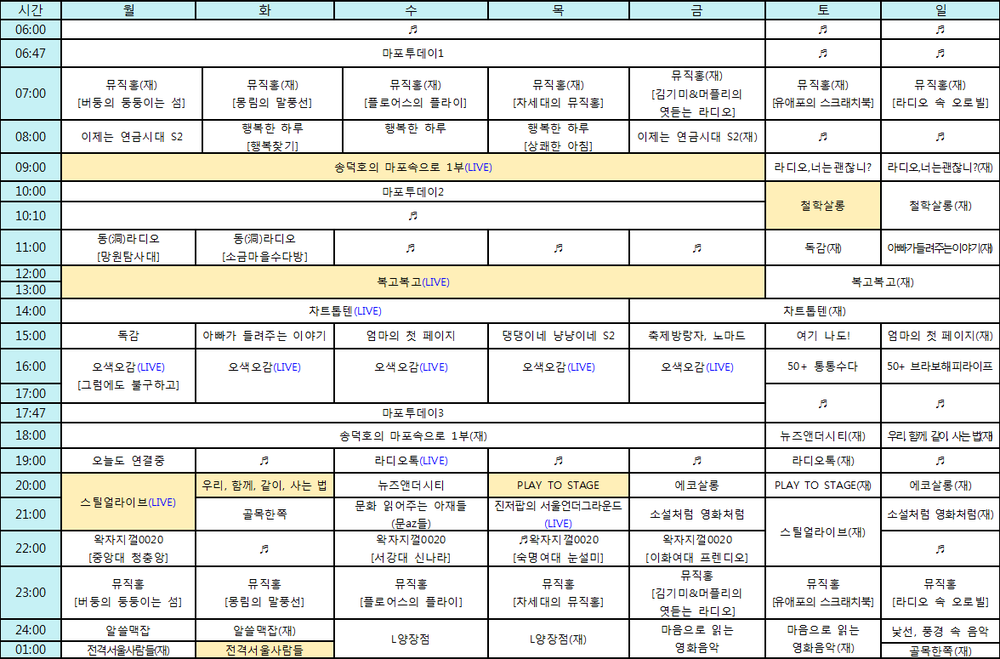 시간 월 화 수 목 금 토 일
06:00 ♬ ♬ ♬
06:47 마포투데이1 ♬ ♬
07:00 뮤직홀(재) 뮤직홀(재) 뮤직홀(재) 뮤직홀(재) 뮤직홀(재) 뮤직홀(재) 뮤직홀(재)
[버둥의 둥둥이는 섬] [몽림의 말풍선] [플로어스의 플라이] [차세대의 뮤직홀] [김기미&머플리의 [유애포의 스크래치북] [라디오 속 오로빌]
엿듣는 라디오]
08:00 이제는 연금시대 S2 행복한 하루 행복한 하루 행복한 하루 이제는 연금시대 S2(재) ♬ ♬
[행복찾기] [상쾌한 아침]
09:00 송덕호의 마포속으로 1부(LIVE) 라디오,너는괜찮니? 라디오,너는괜찮니?(재)
10:00 마포투데이2 철학살롱 철학살롱(재)
10:10 ♬
11:00 동(洞)라디오 동(洞)라디오 ♬ ♬ ♬ 독감(재) 아빠가들려주는이야기(재)
[망원탐사대] [소금마을수다방]
12:00 복고복고(LIVE) 복고복고(재)
13:00
14:00 차트톱텐(LIVE) 차트톱텐(재)
15:00 독감 아빠가 들려주는 이야기 엄마의 첫 페이지 댕댕이네 냥냥이네 S2 축제방랑자, 노마드 여기 나도! 엄마의 첫 페이지(재)
16:00 오색오감(LIVE) 오색오감(LIVE) 오색오감(LIVE) 오색오감(LIVE) 오색오감(LIVE) 50+ 통통수다 50+ 브라보해피라이프
[그럼에도 불구하고]
17:00 ♬ ♬
17:47 마포투데이3
18:00 송덕호의 마포속으로 1부(재) 뉴즈앤더시티(재) 우리, 함께, 같이, 사는 법(재)
19:00 오늘도 연결중 ♬ 라디오톡(LIVE) ♬ ♬ 라디오톡(재) ♬
20:00 스틸얼라이브(LIVE) 우리, 함께, 같이, 사는 법 뉴즈앤더시티 PLAY TO STAGE 에코살롱 PLAY TO STAGE(재) 에코살롱(재)
21:00 골목한쪽 문화 읽어주는 아재들 진저팝의 서울언더그라운드 소설처럼 영화처럼 스틸얼라이브(재) 소설처럼 영화처럼(재)
(문az들) (LIVE)
22:00 왁자지껄0020 ♬ 왁자지껄0020 ♬왁자지껄0020 왁자지껄0020 ♬
[중앙대 청충양] [서강대 신나라] [숙명여대 눈설미] [이화여대 프렌디오]
23:00 뮤직홀 뮤직홀 뮤직홀 뮤직홀 뮤직홀 뮤직홀 뮤직홀
[버둥의 둥둥이는 섬] [몽림의 말풍선] [플로어스의 플라이] [차세대의 뮤직홀] [김기미&머플리의 [유애포의 스크래치북] [라디오 속 오로빌]
엿듣는 라디오]
24:00 알쓸맥잡 알쓸맥잡(재) L양장점 L양장점(재) 마음으로 읽는 마음으로 읽는 낯선, 풍경 속 음악
01:00 전격서울사람들(재) 전격서울사람들 영화음악 영화음악(재) 골목한쪽(재)